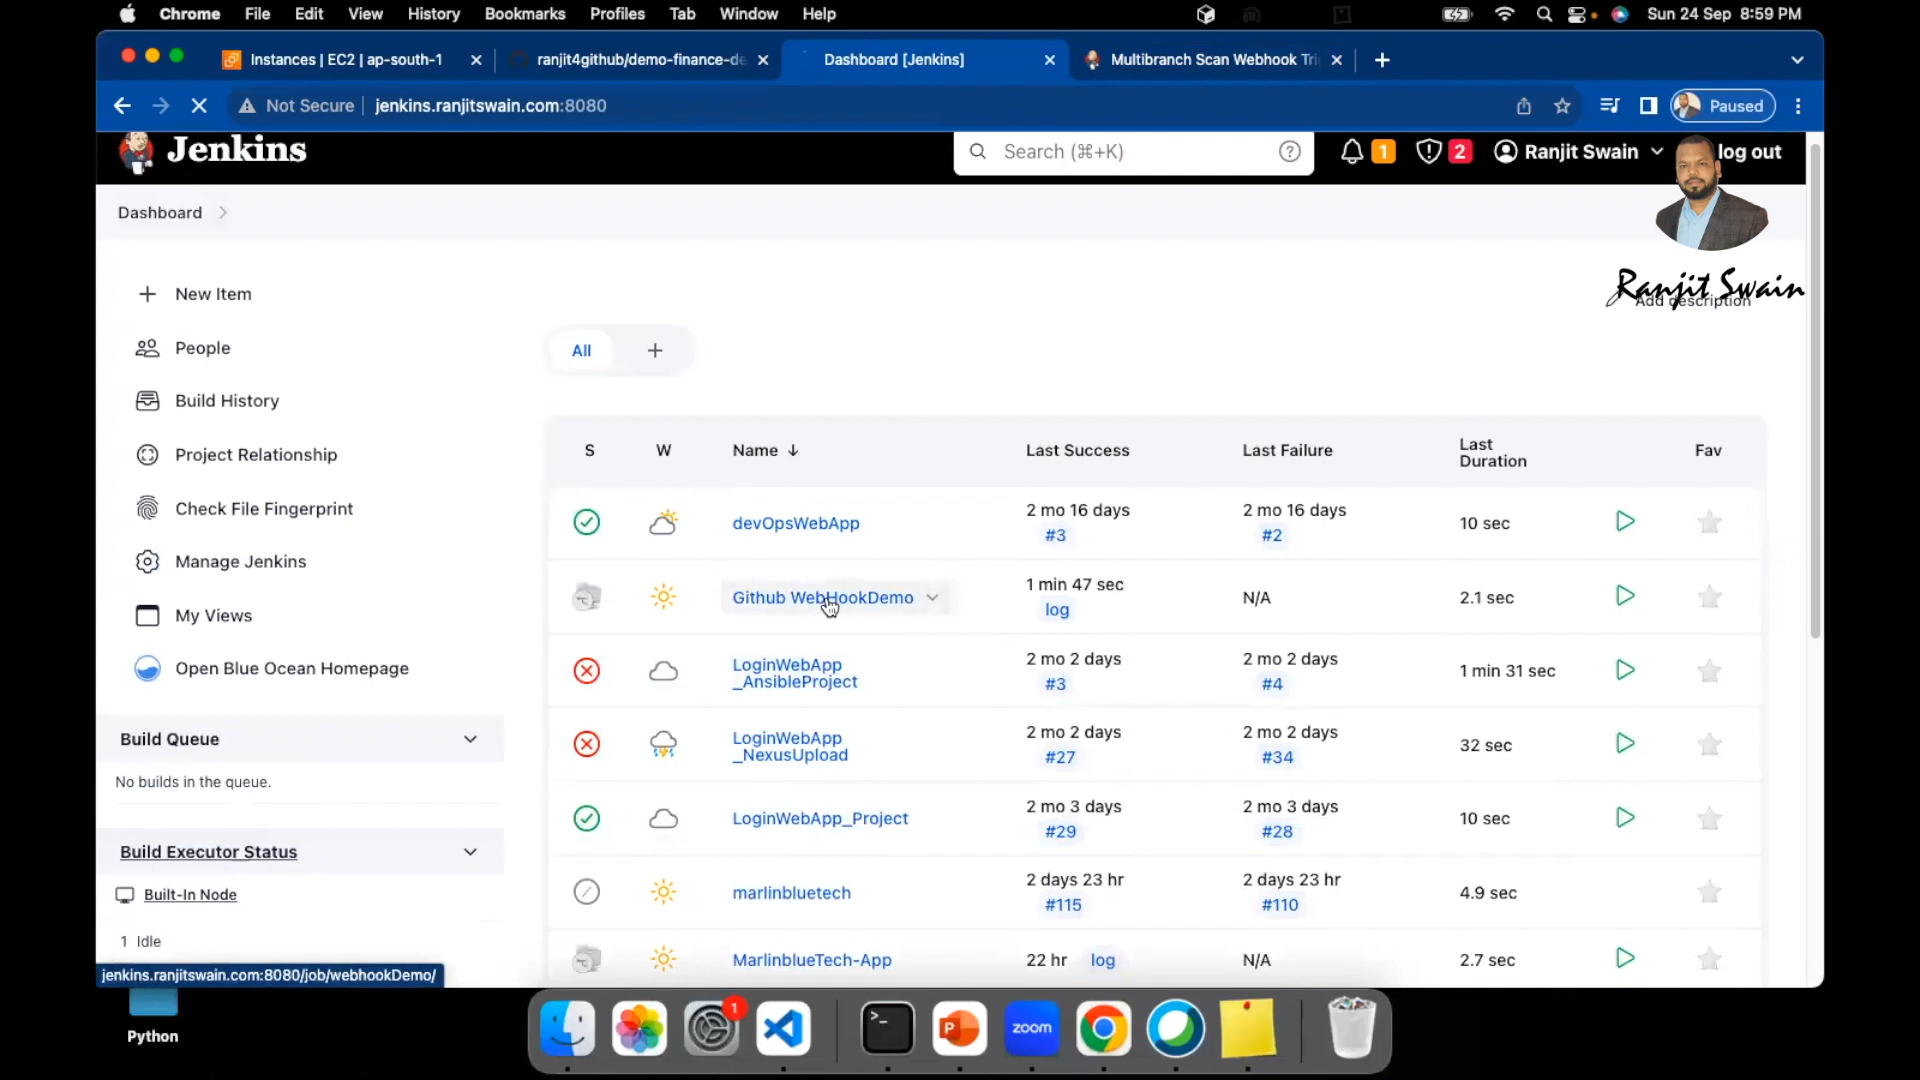 Chrome File Edit View History Bookmarks Profiles Tab Window Help Sun 24 Sep 8:59 PM
Instances | EC2 | ap-south-1 ranjit4github/demo-finance-de Dashboard [Jenkins] Multibranch Scan Webhook Tri
Not Secure jenkins.ranjitswain.com:8080 Paused
Jenkins Search (⌘+K) 1 2 Ranjit Swain log out
Dashboard
Ranjit Swain
Add description
New Item
People
Build History
Project Relationship
Check File Fingerprint
Manage Jenkins
My Views
Open Blue Ocean Homepage
Build Queue
No builds in the queue.
Build Executor Status
Built-In Node
1 Idle
jenkins.ranjitswain.com:8080/job/webhookDemo/
All +
S W Name ↓ Last Success Last Failure Last Duration Fav
devOpsWebApp 2 mo 16 days #3 2 mo 16 days #2 10 sec
Github WebHookDemo 1 min 47 sec log N/A 2.1 sec
LoginWebApp _AnsibleProject 2 mo 2 days #3 2 mo 2 days #4 1 min 31 sec
LoginWebApp _NexusUpload 2 mo 2 days #27 2 mo 2 days #34 32 sec
LoginWebApp_Project 2 mo 3 days #29 2 mo 3 days #28 10 sec
marlinbluetech 2 days 23 hr #115 2 days 23 hr #110 4.9 sec
MarlinblueTech-App 22 hr log N/A 2.7 sec
Python
1
zoom